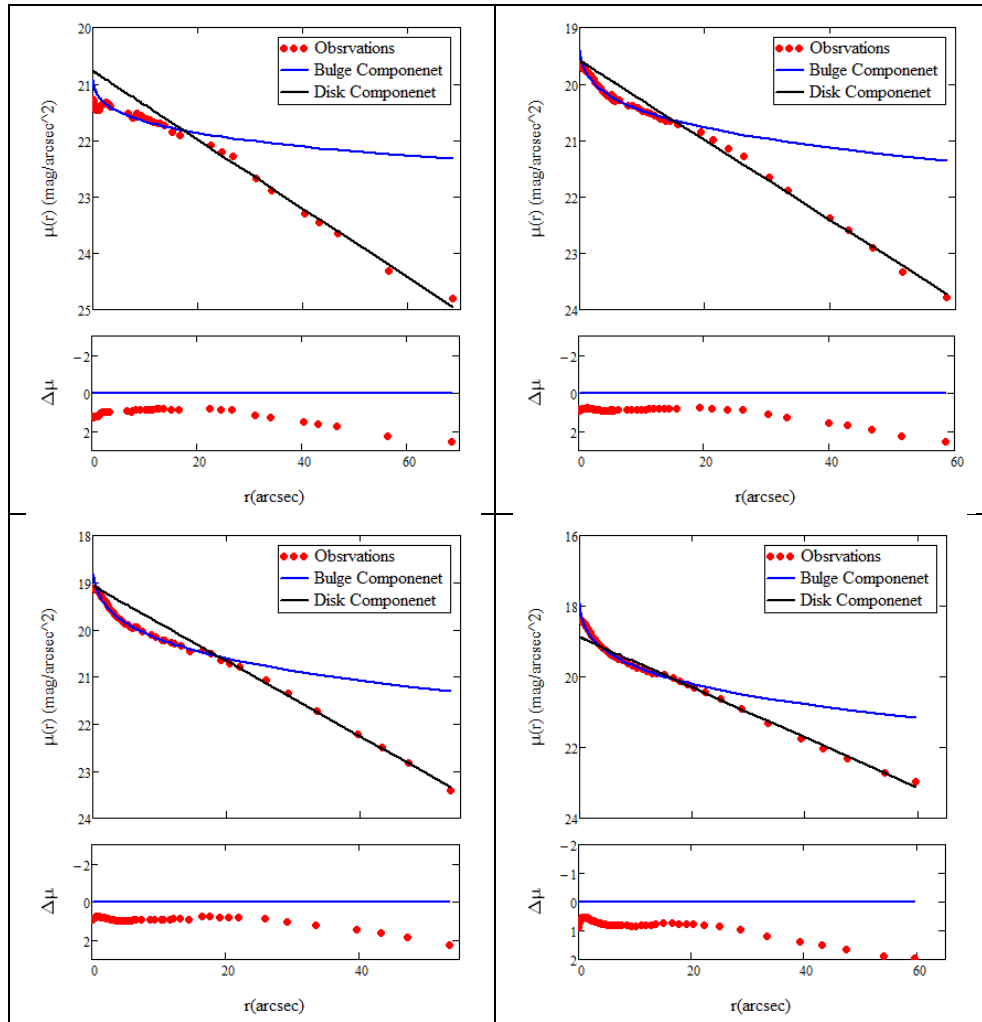 20
21
22
23
24
25
μ(r) (mag/arcsec^2)
Obsrvations
Bulge Componenet
Disk Componenet
−2
0
2
Δμ
0 20 40 60
r(arcsec)
19
20
21
22
23
24
μ(r) (mag/arcsec^2)
Obsrvations
Bulge Componenet
Disk Componenet
−2
0
2
Δμ
0 20 40 60
r(arcsec)
18
19
20
21
22
23
24
μ(r) (mag/arcsec^2)
Obsrvations
Bulge Componenet
Disk Componenet
−2
0
2
Δμ
0 20 40
r(arcsec)
16
18
20
22
24
μ(r) (mag/arcsec^2)
Obsrvations
Bulge Componenet
Disk Componenet
−2
−1
0
1
2
Δμ
0 20 40 60
r(arcsec)